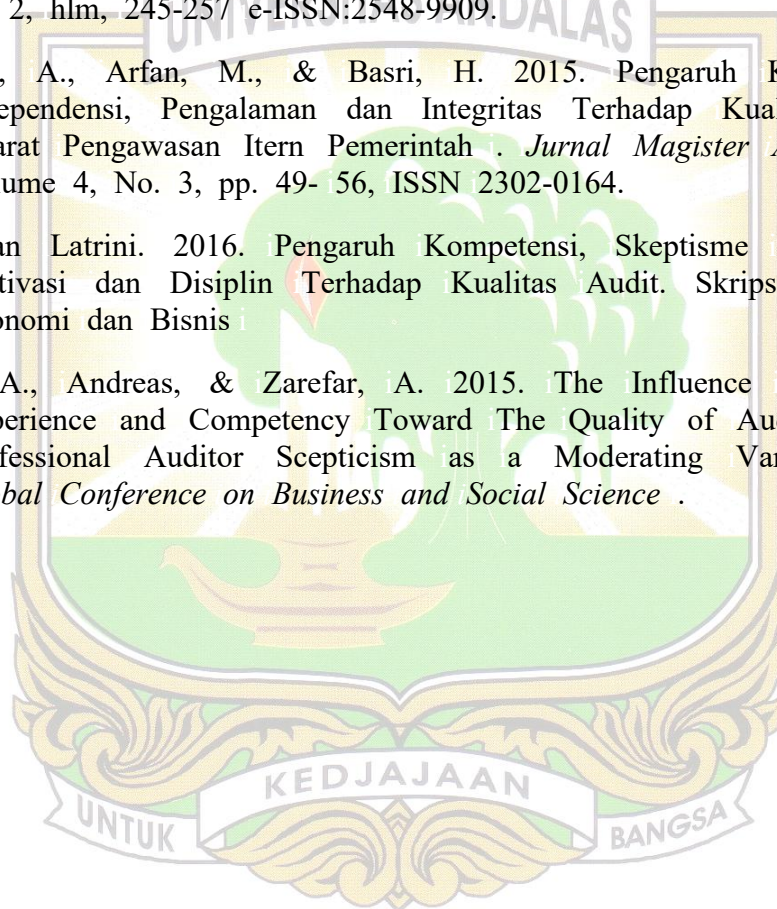 2, hlm, 245-257 e-ISSN:2548-9909.
UNIVERSITAS ANDALAS
, A., Arfan, M., & Basri, H. 2015. Pengaruh K
ependensi, Pengalaman dan Integritas Terhadap Kual
arat Pengawasan Itern Pemerintah . Jurnal Magister A
ume 4, No. 3, pp. 49- 56, ISSN 2302-0164.
an Latrini. 2016. Pengaruh Kompetensi, Skeptisme
tivasi dan Disiplin Terhadap Kualitas Audit. Skrips
onomi dan Bisnis
A., Andreas, & Zarefar, A. 2015. The Influence
perience and Competency Toward The Quality of Aud
fessional Auditor Scepticism as a Moderating Var
bal Conference on Business and Social Science .
KEDJAJAAN
UNTUK
BANGSA